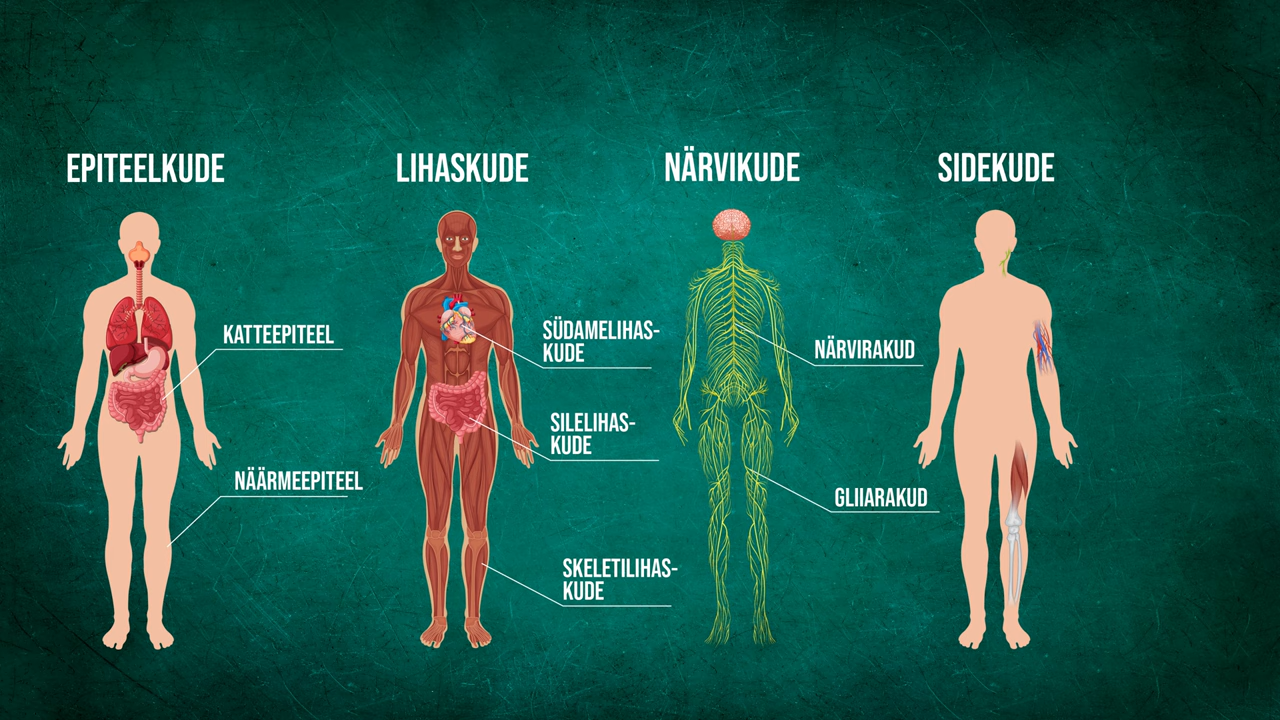 EPITEELKUDE
KATTEEPITEEL
NÄÄRMEEPITEEL
LIHASKUDE
SÜDAMELIHAS-
KUDE
SILELIHAS-
KUDE
SKELETILIHAS-
KUDE
NÄRVIKUDE
NÄRVIRAKUD
GLIIARAKUD
SIDEKUDE